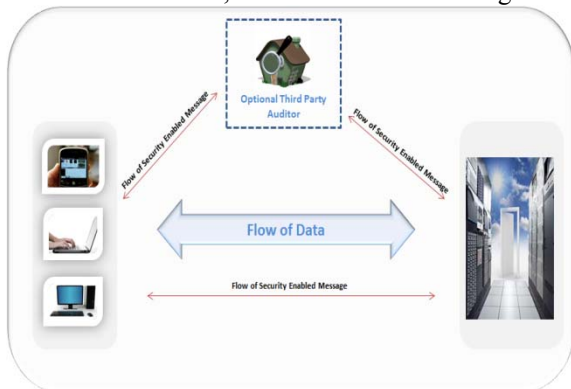 Optional Third Party
Auditor
Flow of Security Enabled Message
Flow of Security Enabled Message
Flow of Data
Flow of Security Enabled Message